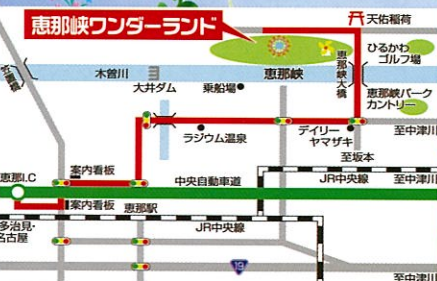 恵那峡ワンダーランド
天佑稲荷
ひるかわ
ゴルフ場
木曽川
恵那峡
恵那峡大橋
大井ダム
乗船場
恵那峡パーク
カントリー
ラジウム温泉
デイリー
ヤマザキ
至中津川
至坂本
案内看板
恵那I.C
中央自動車道
JR中央線
至中津川
案内看板
恵那駅
多治見・
名古屋
JR中央線
19
至中津川